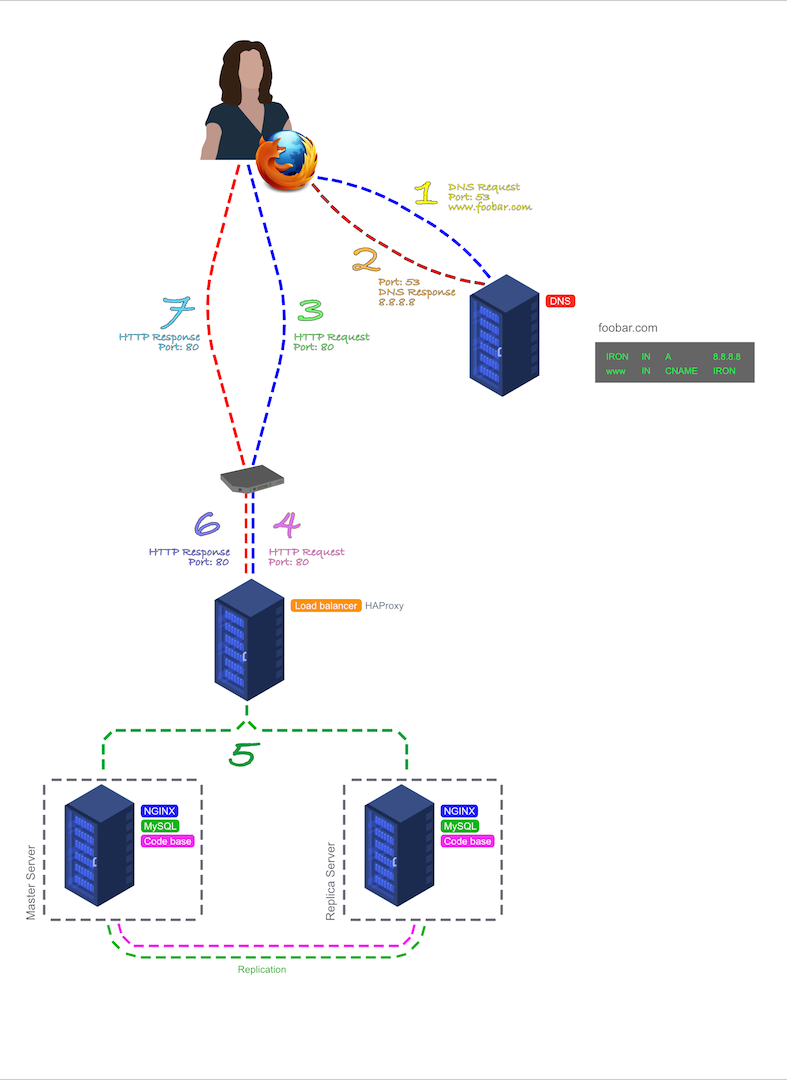 1
DNS Request
Port: 53
www.foobar.com
2
Port: 53
DNS Response
8.8.8.8
DNS
foobar.com
IRON IN A 8.8.8.8
www IN CNAME IRON
7
HTTP Response
Port: 80
3
HTTP Request
Port: 80
6
HTTP Response
Port: 80
4
HTTP Request
Port: 80
Load balancer HAProxy
5
Master Server
NGINX
MySQL
Code base
Replica Server
NGINX
MySQL
Code base
Replication